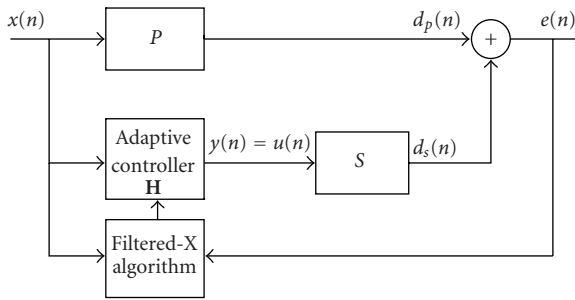 x(n)
P
d_p(n)
+
e(n)
Adaptive
controller
H
y(n) = u(n)
S
d_s(n)
Filtered-X
algorithm